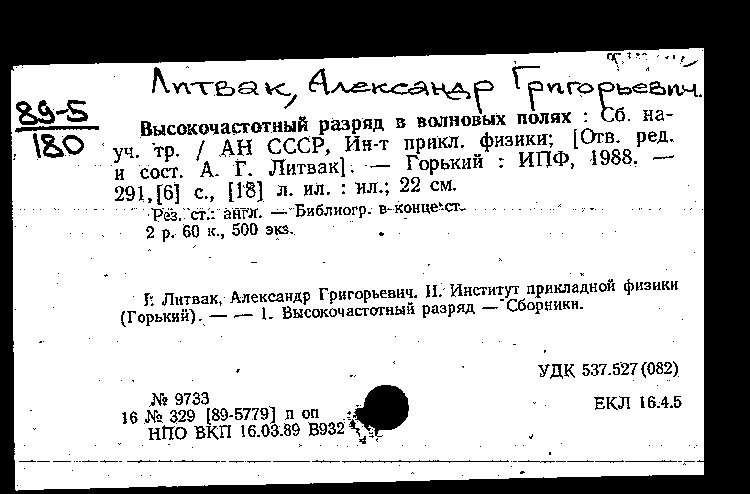 Литвак, Александр Григорьевич.
89-5
180
Высокочастотный разряд в волновых полях : Сб. на-
уч. тр. / АН СССР, Ин-т прикл. физики; [Отв. ред.
и сост. А. Г. Литвак]. — Горький : ИПФ, 1988. —
291,[6] с., [18] л. ил. : ил.; 22 см.
Рез. ст.: англ. — Библиогр. в конце ст.
2 р. 60 к., 500 экз.
I. Литвак, Александр Григорьевич. II. Институт прикладной физики
(Горький). — — 1. Высокочастотный разряд — Сборники.
УДК 537.527(082)
№ 9733
16 № 329 [89-5779] п оп
ЕКЛ 16.4.5
НПО ВКП 16.03.89 В932